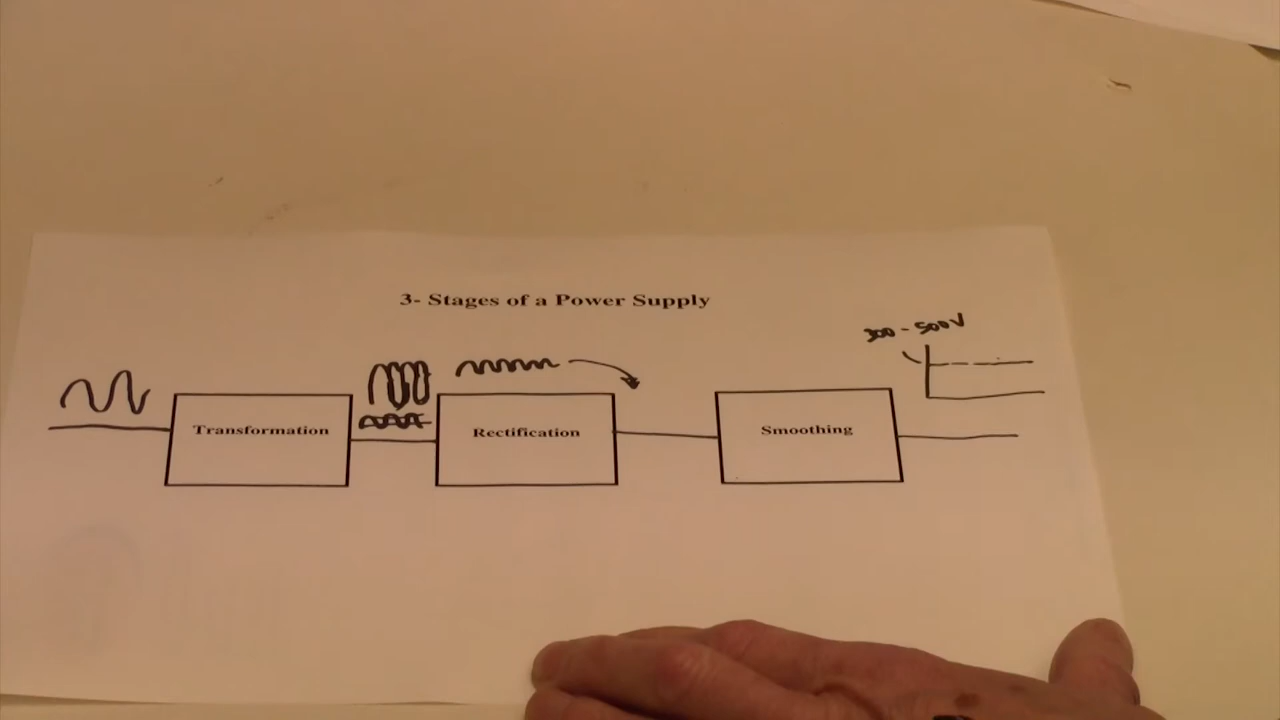 3- Stages of a Power Supply
300 - 500V
Transformation
Rectification
Smoothing